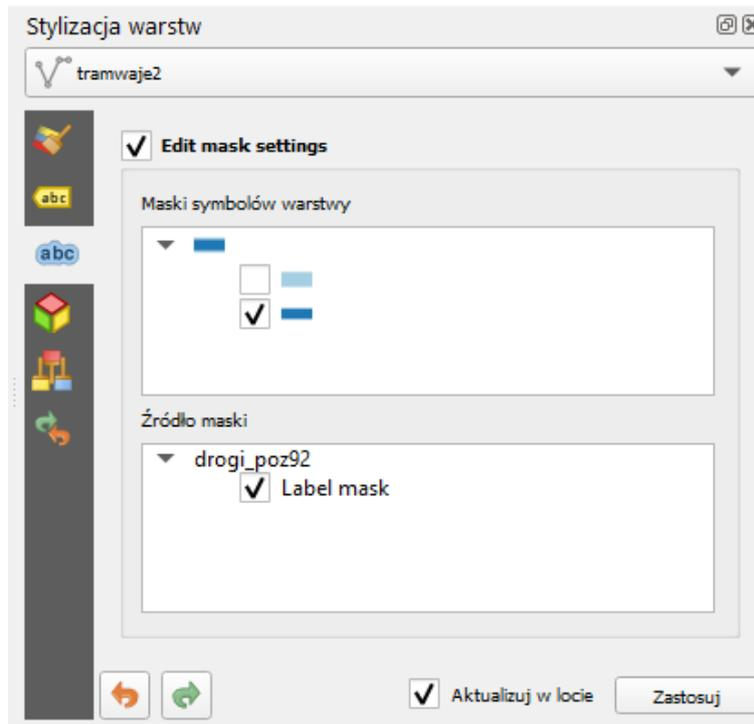 Stylizacja warstw
tramwaje2
Edit mask settings
abc
Maski symbolów warstwy
abc
Źródło maski
drogi_poz92
Label mask
Aktualizuj w locie
Zastosuj